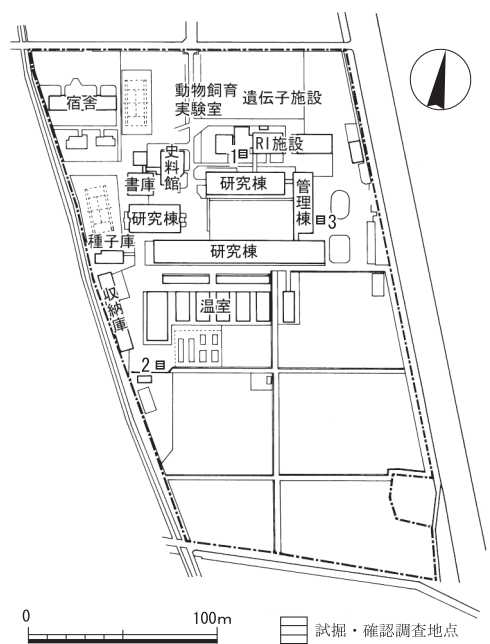 動物飼育
実験室
遺伝子施設
宿舎
RI施設
1
史料館
書庫
研究棟
管理棟
研究棟
3
種子庫
研究棟
収納庫
温室
2
0
100m
試掘・確認調査地点